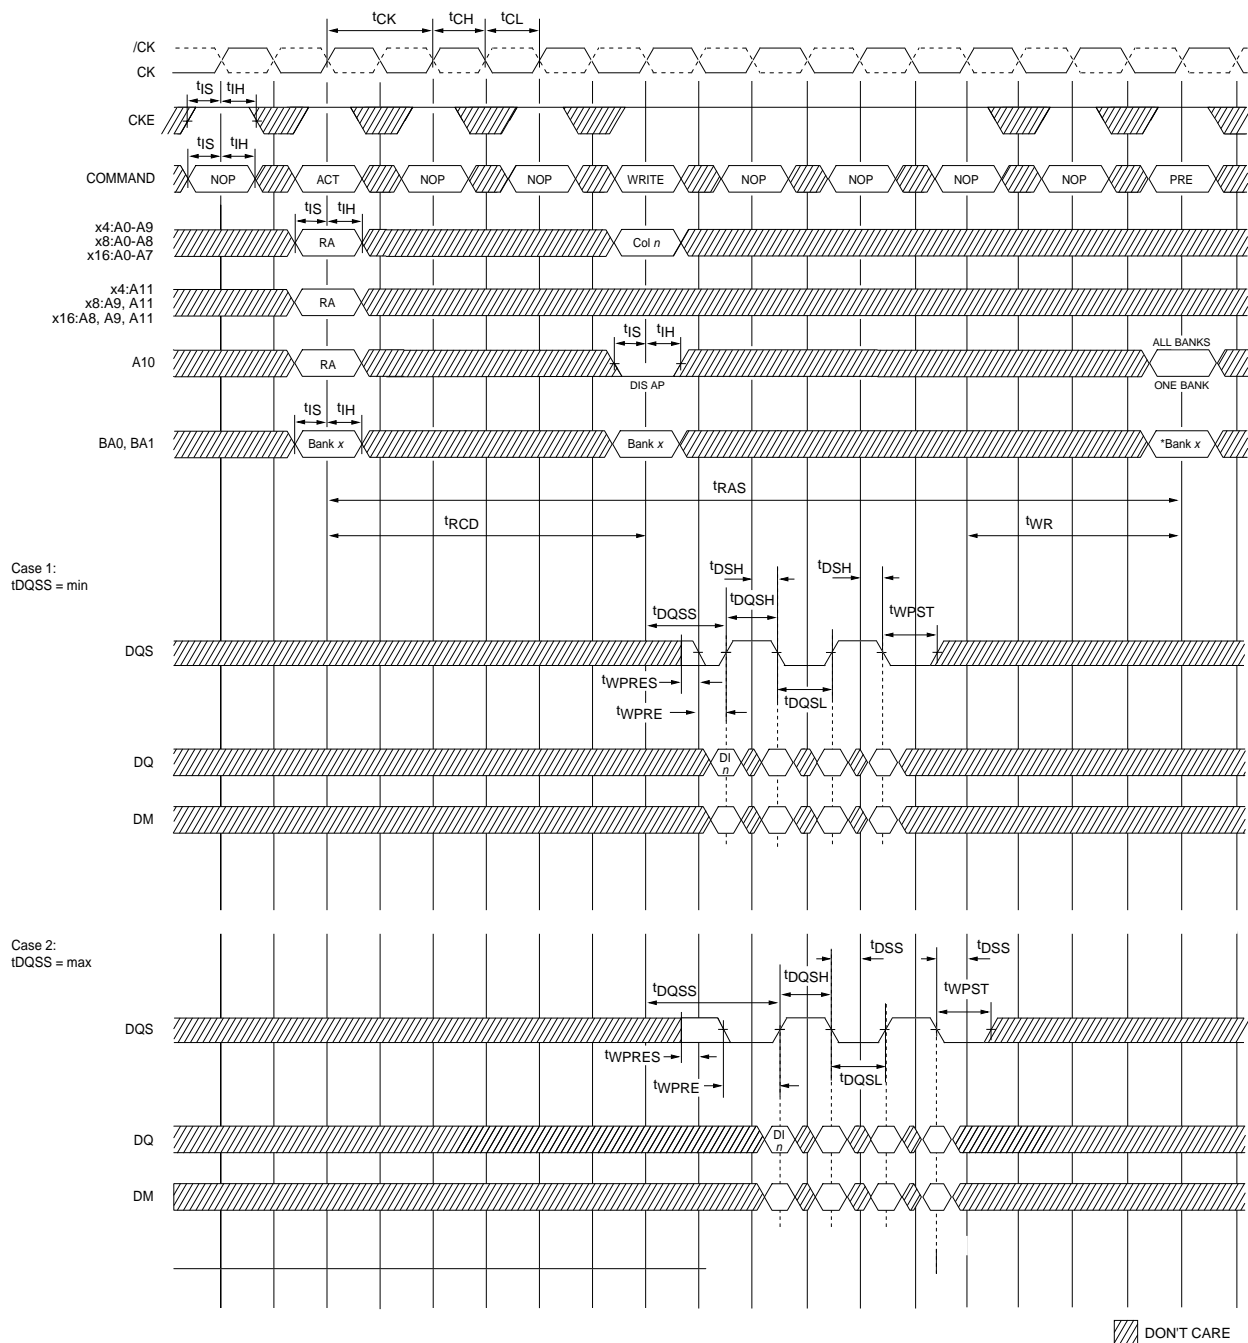 tCK tCH tCL
/CK
CK
tIS tIH
CKE
tIS tIH
COMMAND NOP ACT NOP NOP WRITE NOP NOP NOP NOP PRE
tIS tIH
x4:A0-A9
x8:A0-A8
x16:A0-A7
RA Col n
x4:A11
x8:A9, A11
x16:A8, A9, A11
RA
tIS tIH
ALL BANKS
A10 RA
DIS AP ONE BANK
tIS tIH
BA0, BA1 Bank x Bank x *Bank x
tRAS
tRCD tWR
Case 1:
tDQSS = min
tDSH tDSH
tDQSH
tDQSS tWPST
DQS
tWPRES
tDQSL
tWPRE
DQ DI
n
DM
Case 2:
tDQSS = max
tDSS tDSS
tDQSH
tDQSS tWPST
DQS
tWPRES
tWPRE tDQSL
DQ DI
n
DM
DON'T CARE